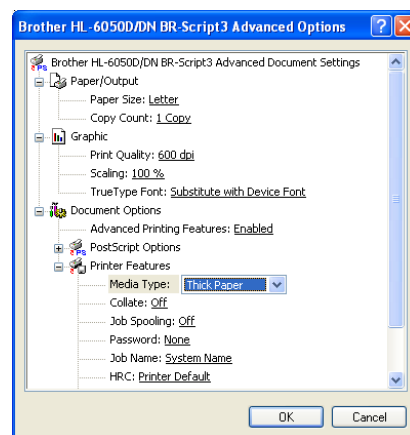 Brother HL-6050D/DN BR-Script3 Advanced Options
Brother HL-6050D/DN BR-Script3 Advanced Document Settings
Paper/Output
Paper Size: Letter
Copy Count: 1 Copy
Graphic
Print Quality: 600 dpi
Scaling: 100 %
TrueType Font: Substitute with Device Font
Document Options
Advanced Printing Features: Enabled
PS PostScript Options
Printer Features
Media Type: Thick Paper
Collate: Off
Job Spooling: Off
Password: None
Job Name: System Name
HRC: Printer Default
OK Cancel